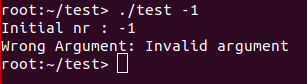 root:~/test> ./test -1
Initial nr : -1
Wrong Argument: Invalid argument
root:~/test>